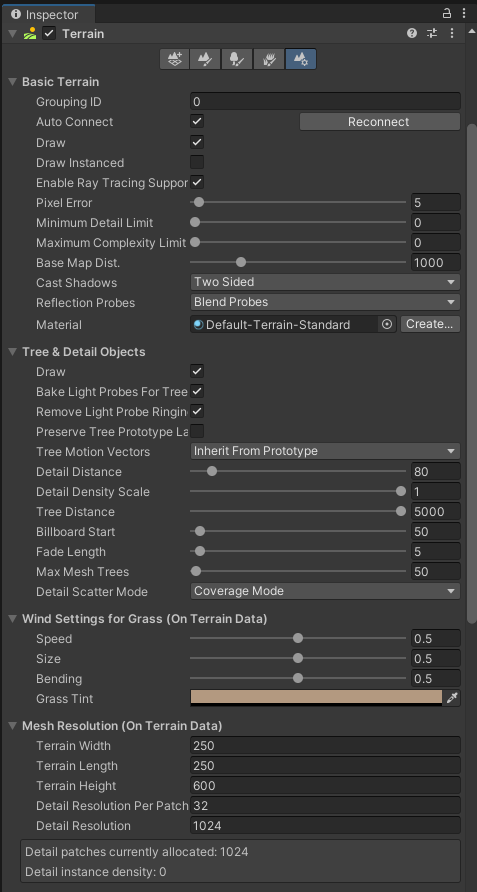 Inspector
Terrain
Basic Terrain
Grouping ID 0
Auto Connect Reconnect
Draw
Draw Instanced
Enable Ray Tracing Suppor
Pixel Error 5
Minimum Detail Limit 0
Maximum Complexity Limit 0
Base Map Dist. 1000
Cast Shadows Two Sided
Reflection Probes Blend Probes
Material Default-Terrain-Standard Create...
Tree & Detail Objects
Draw
Bake Light Probes For Tree
Remove Light Probe Ringin
Preserve Tree Prototype La
Tree Motion Vectors Inherit From Prototype
Detail Distance 80
Detail Density Scale 1
Tree Distance 5000
Billboard Start 50
Fade Length 5
Max Mesh Trees 50
Detail Scatter Mode Coverage Mode
Wind Settings for Grass (On Terrain Data)
Speed 0.5
Size 0.5
Bending 0.5
Grass Tint
Mesh Resolution (On Terrain Data)
Terrain Width 250
Terrain Length 250
Terrain Height 600
Detail Resolution Per Patch 32
Detail Resolution 1024
Detail patches currently allocated: 1024
Detail instance density: 0